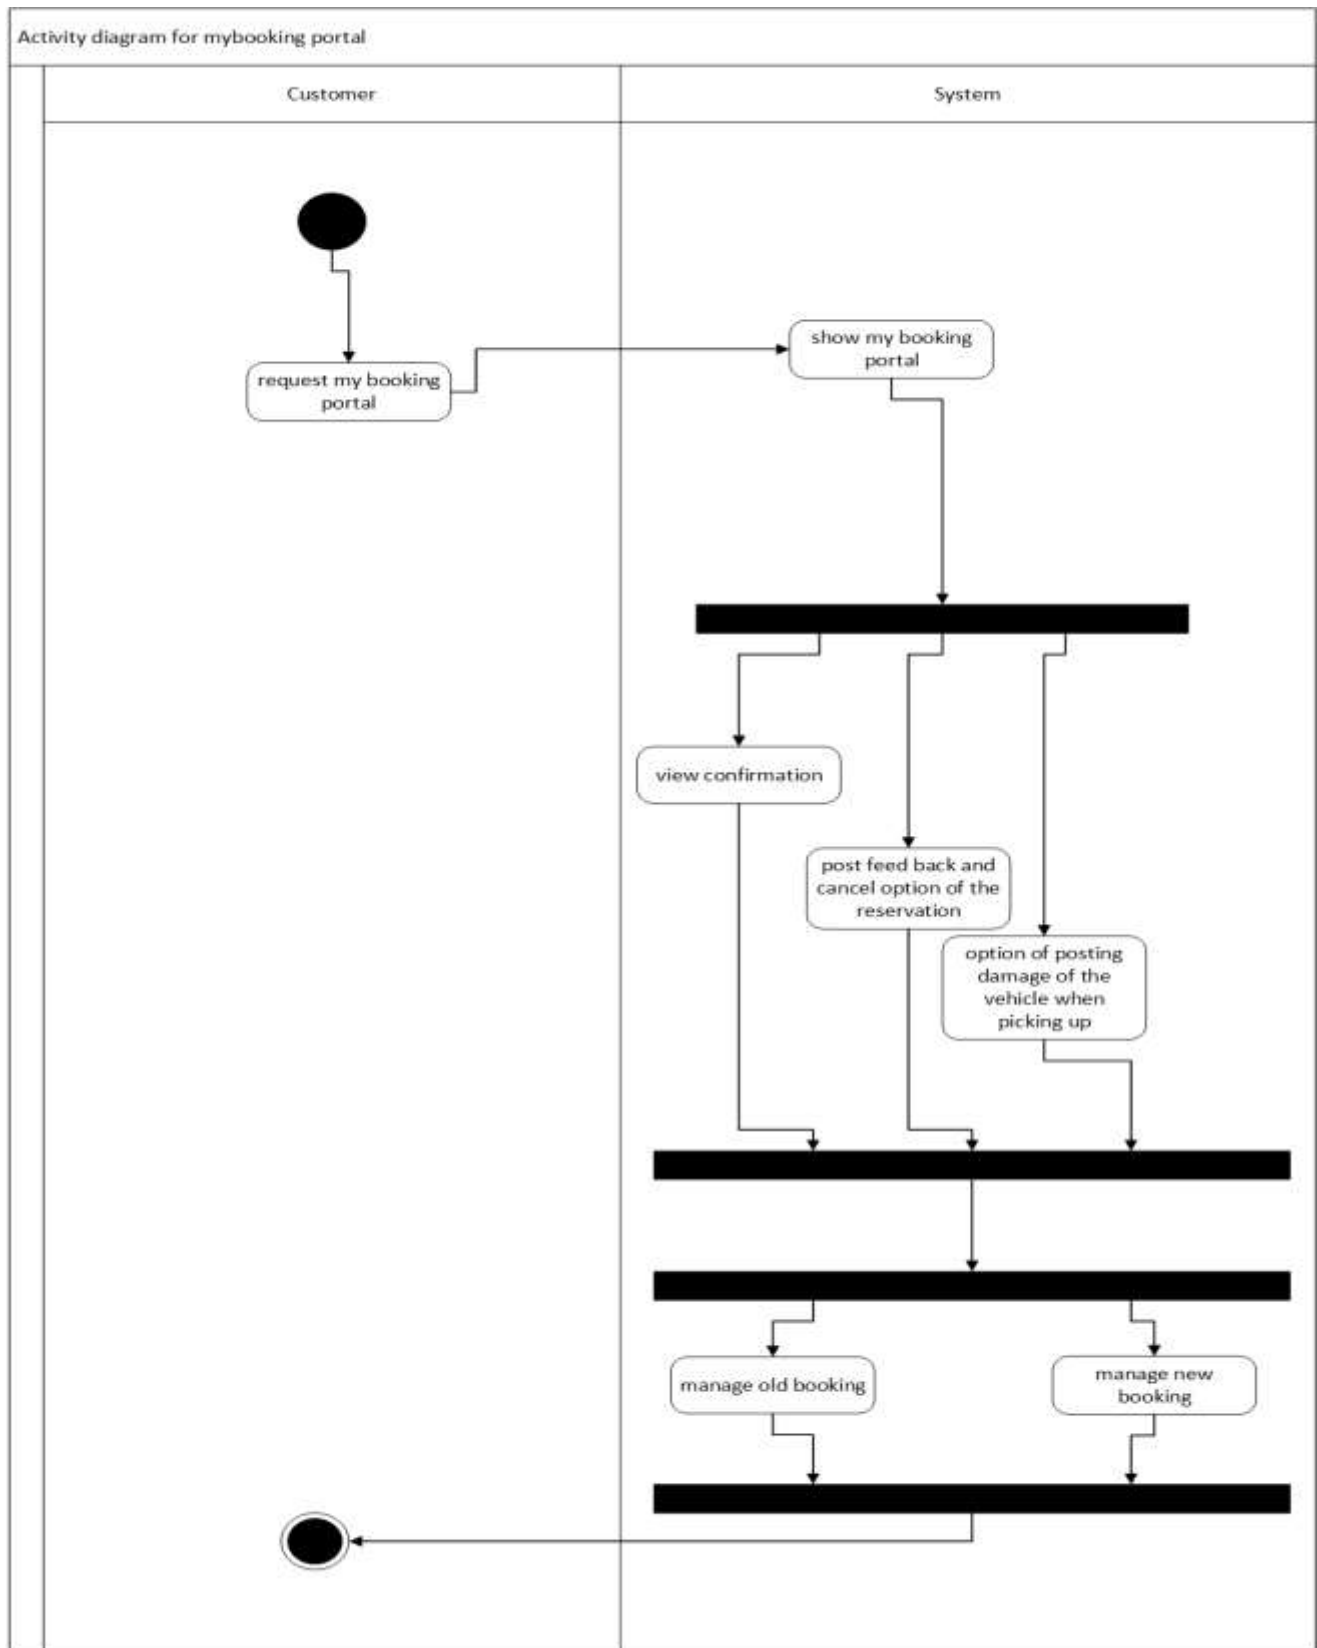 Activity diagram for mybooking portal
Customer
System
show my booking
portal
request my booking
portal
view confirmation
post feed back and
cancel option of the
reservation
option of posting
damage of the
vehicle when
picking up
manage old booking
manage new
booking